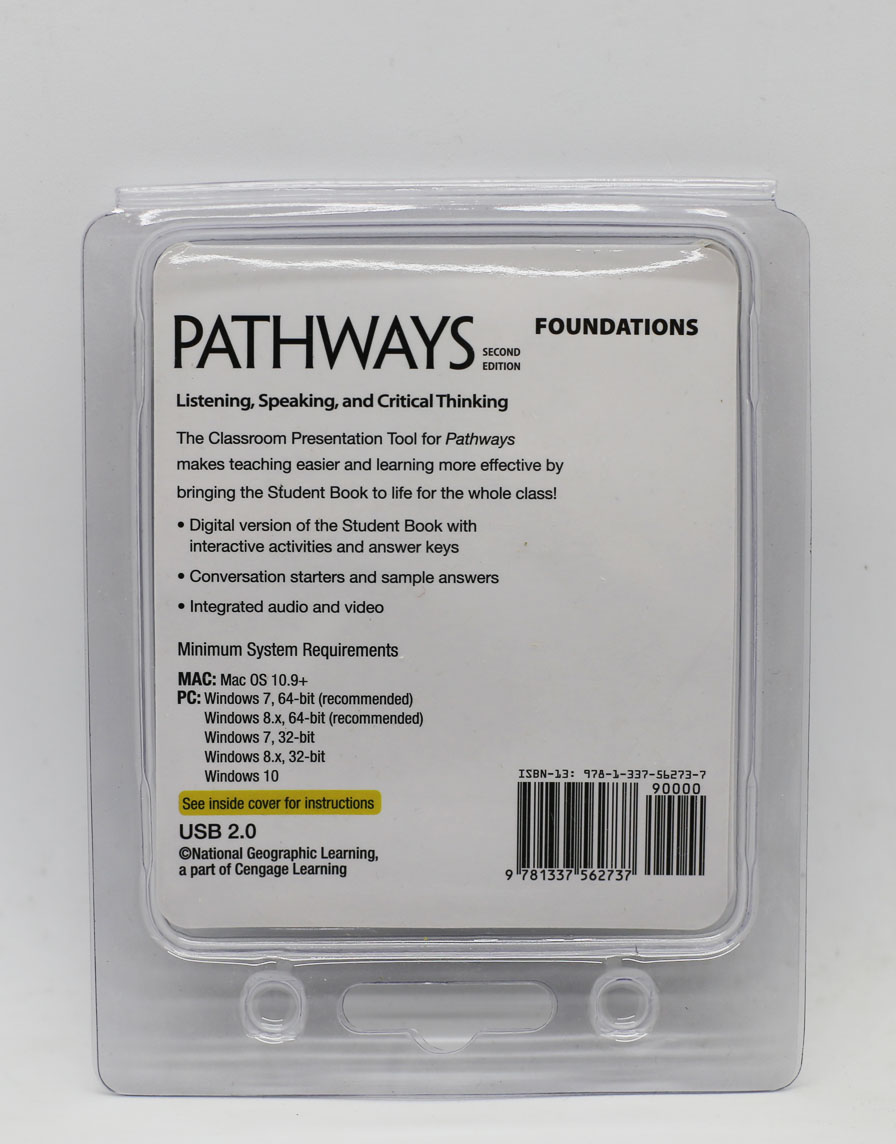 PATHWAYS SECOND EDITION
FOUNDATIONS
Listening, Speaking, and Critical Thinking
The Classroom Presentation Tool for Pathways
makes teaching easier and learning more effective by
bringing the Student Book to life for the whole class!
• Digital version of the Student Book with
interactive activities and answer keys
• Conversation starters and sample answers
• Integrated audio and video
Minimum System Requirements
MAC: Mac OS 10.9+
PC: Windows 7, 64-bit (recommended)
Windows 8.x, 64-bit (recommended)
Windows 7, 32-bit
Windows 8.x, 32-bit
Windows 10
See inside cover for instructions
USB 2.0
©National Geographic Learning,
a part of Cengage Learning
ISBN-13: 978-1-337-56273-7
90000
9 781337 562737